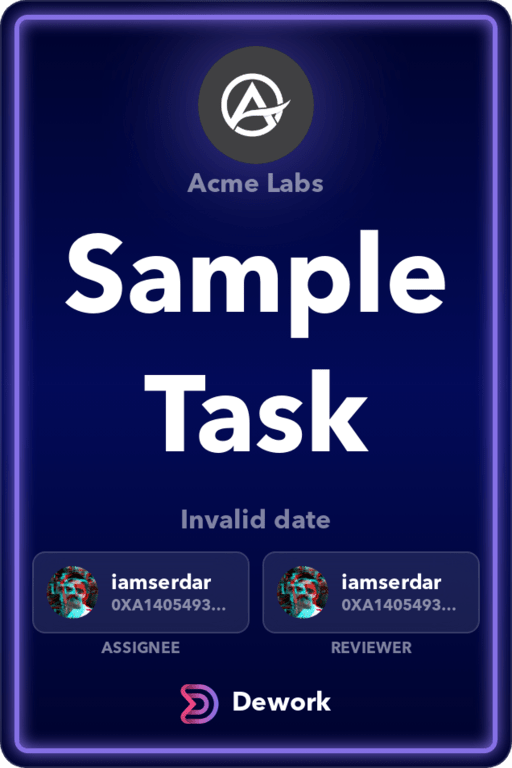 Acme Labs
Sample
Task
Invalid date
iamserdar
0XA1405493...
ASSIGNEE
iamserdar
0XA1405493...
REVIEWER
Dework